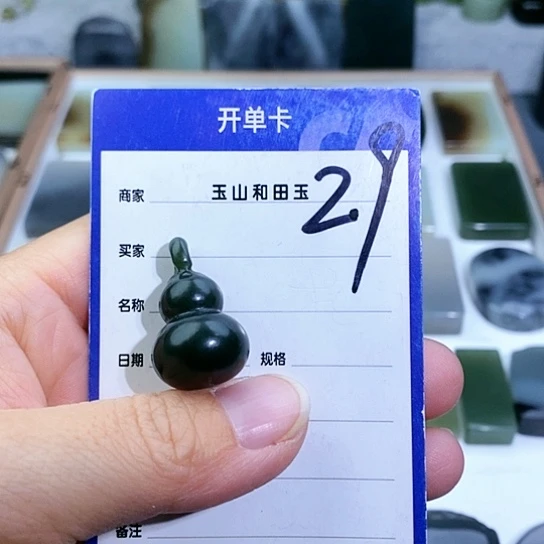 开单卡
商家 玉山和田玉
29
买家
名称
日期 规格
备注